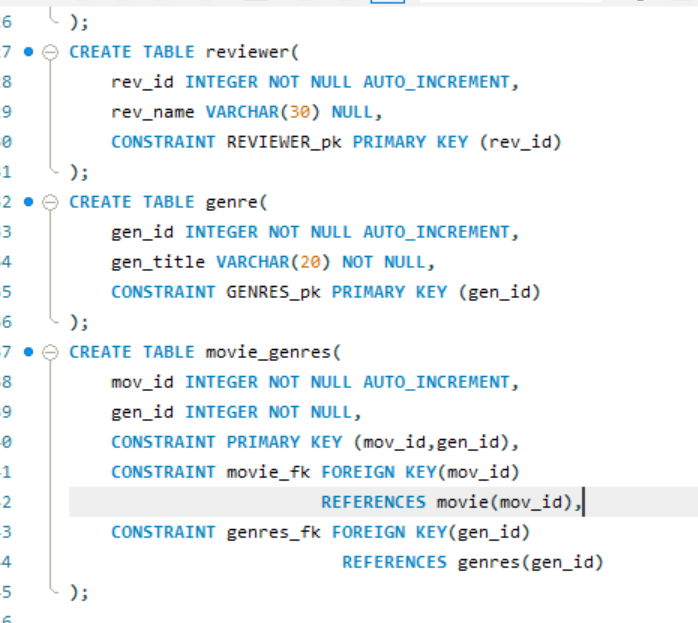 6 );
7 CREATE TABLE reviewer(
8 rev_id INTEGER NOT NULL AUTO_INCREMENT,
9 rev_name VARCHAR(30) NULL,
0 CONSTRAINT REVIEWER_pk PRIMARY KEY (rev_id)
1 );
2 CREATE TABLE genre(
3 gen_id INTEGER NOT NULL AUTO_INCREMENT,
4 gen_title VARCHAR(20) NOT NULL,
5 CONSTRAINT GENRES_pk PRIMARY KEY (gen_id)
6 );
7 CREATE TABLE movie_genres(
8 mov_id INTEGER NOT NULL AUTO_INCREMENT,
9 gen_id INTEGER NOT NULL,
0 CONSTRAINT PRIMARY KEY (mov_id,gen_id),
1 CONSTRAINT movie_fk FOREIGN KEY(mov_id)
2 REFERENCES movie(mov_id),
3 CONSTRAINT genres_fk FOREIGN KEY(gen_id)
4 REFERENCES genres(gen_id)
5 );
6